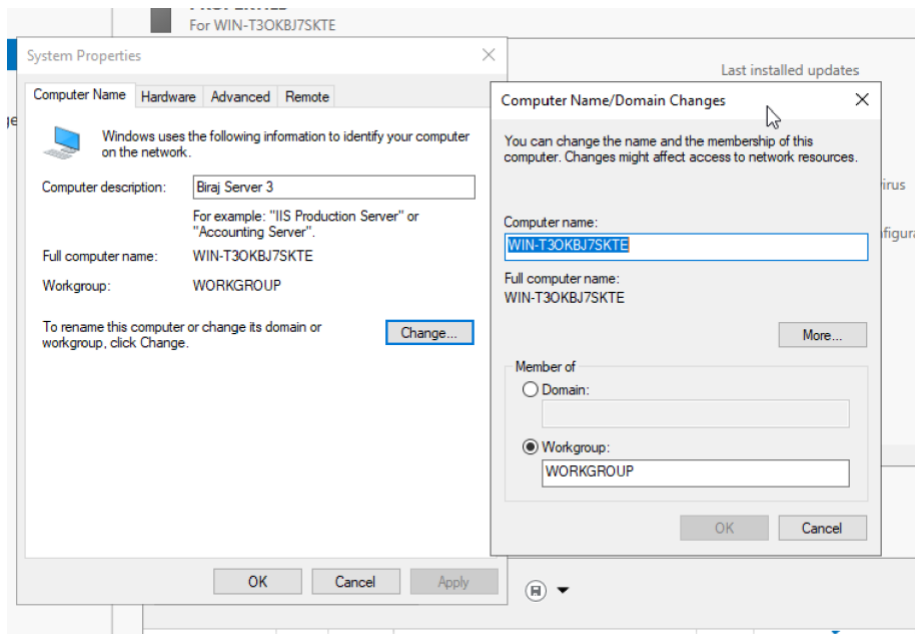 For WIN-T3OKBJ7SKTE
System Properties
Computer Name Hardware Advanced Remote
Windows uses the following information to identify your computer
on the network.
Computer description: Biraj Server 3
For example: "IIS Production Server" or
"Accounting Server".
Full computer name: WIN-T3OKBJ7SKTE
Workgroup: WORKGROUP
To rename this computer or change its domain or
workgroup, click Change.
Change...
OK Cancel Apply
Last installed updates
Computer Name/Domain Changes
You can change the name and the membership of this
computer. Changes might affect access to network resources.
Computer name:
WIN-T3OKBJ7SKTE
Full computer name:
WIN-T3OKBJ7SKTE
More...
Member of
Domain:
Workgroup:
WORKGROUP
OK Cancel